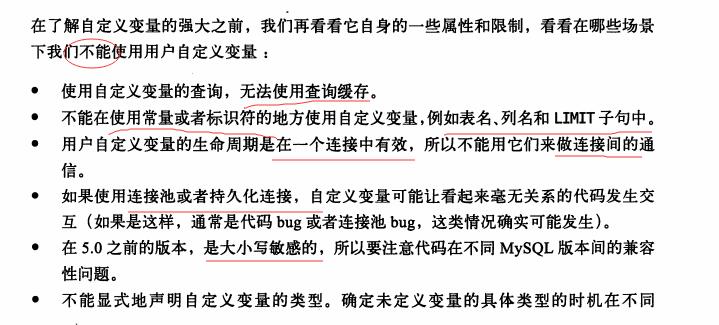 在了解自定义变量的强大之前，我们再看看它自身的一些属性和限制，看看在哪些场景
下我们不能使用用户自定义变量：
• 使用自定义变量的查询，无法使用查询缓存。
• 不能在使用常量或者标识符的地方使用自定义变量，例如表名、列名和 LIMIT 子句中。
• 用户自定义变量的生命周期是在一个连接中有效，所以不能用它们来做连接间的通
信。
• 如果使用连接池或者持久化连接，自定义变量可能让看起来毫无关系的代码发生交
互（如果是这样，通常是代码 bug 或者连接池 bug，这类情况确实可能发生）。
• 在 5.0 之前的版本，是大小写敏感的，所以要注意代码在不同 MySQL 版本间的兼容
性问题。
• 不能显式地声明自定义变量的类型。确定未定义变量的具体类型的时机在不同